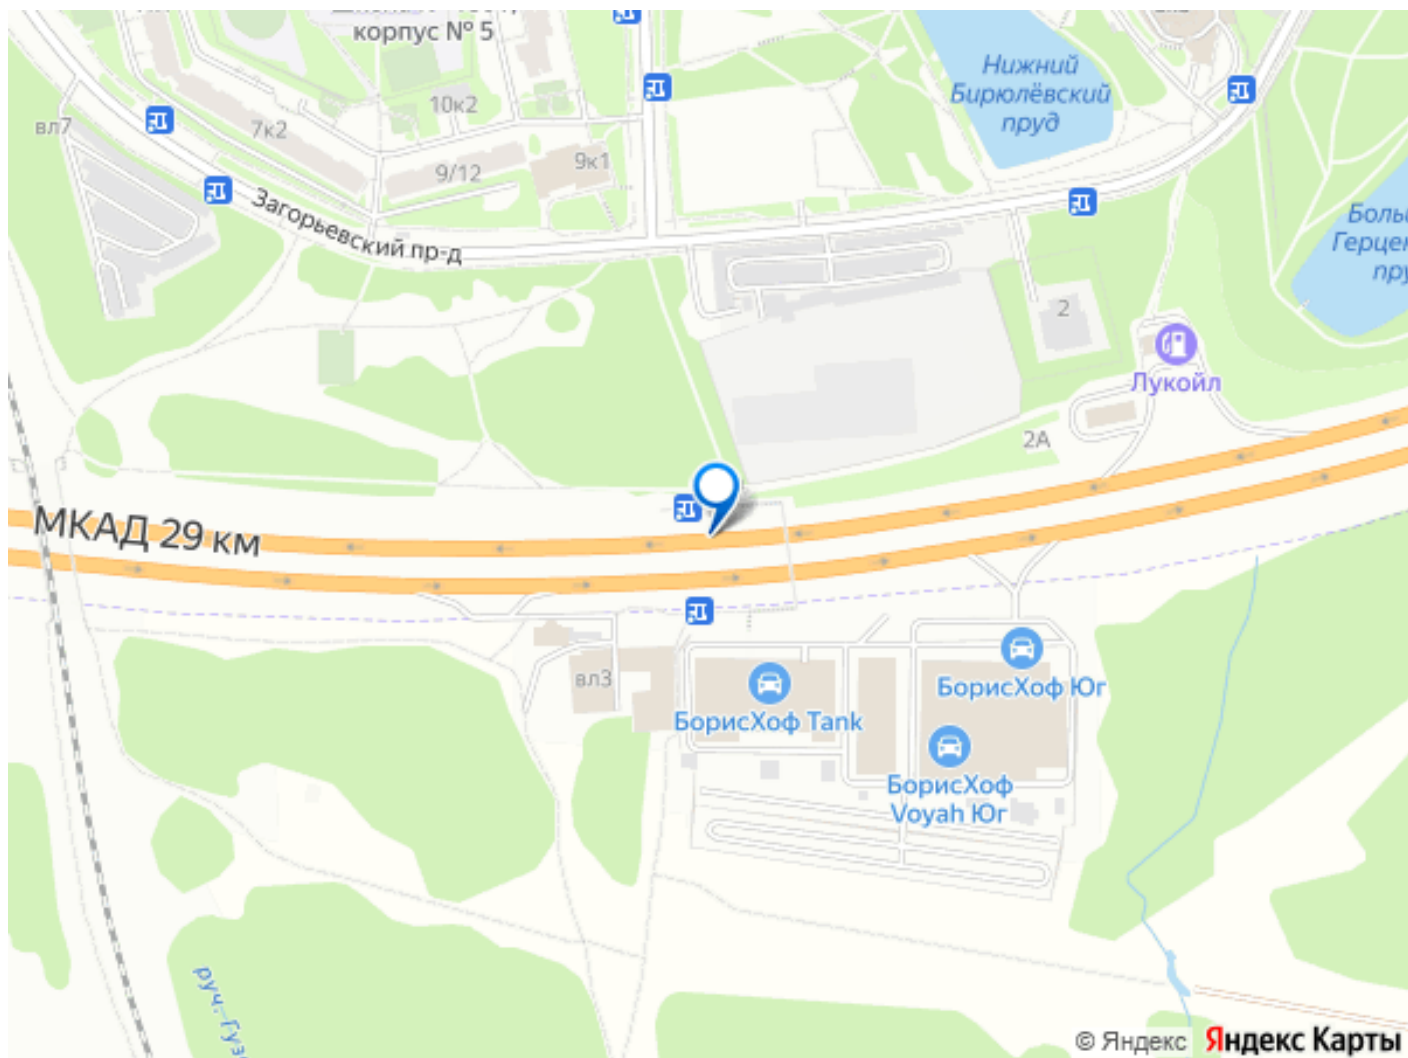 корпус № 5
Нижний
Бирюлёвский
пруд
10к2
вл7
7к2
9/12
9к1
Загорьевский пр-д
2
Лукойл
2А
МКАД 29 км
вл3
БорисХоф Tank
БорисХоф Юг
БорисХоф
Voyah Юг
руч.
© Яндекс Яндекс Карты